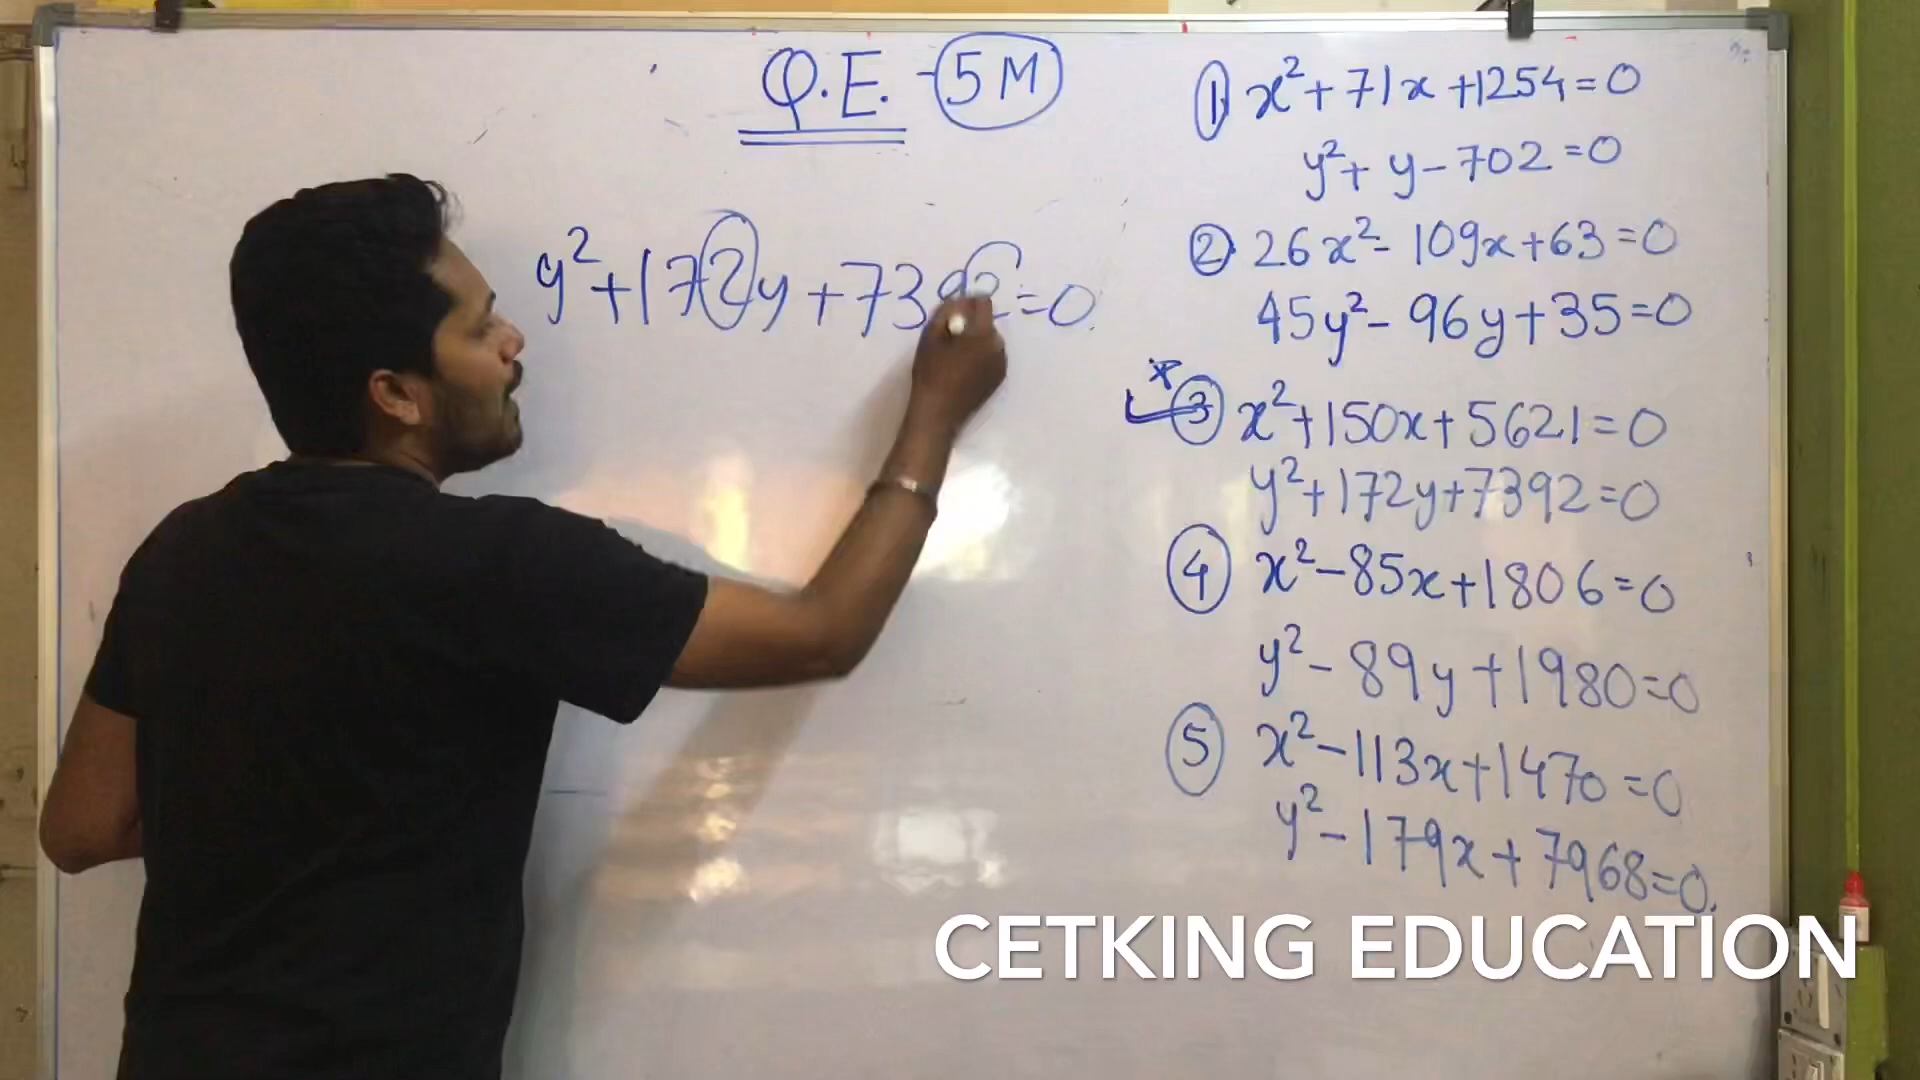 Q.E. - 5M
y²+172y+7392=0
① x²+71x+1254=0
y²+y-702=0
② 26x²-109x+63=0
45y²-96y+35=0
③ x²+150x+5621=0
y²+172y+7392=0
④ x²-85x+1806=0
y²-89y+1980=0
⑤ x²-113x+1470=0
y²-179x+7968=0.
CETKING EDUCATION